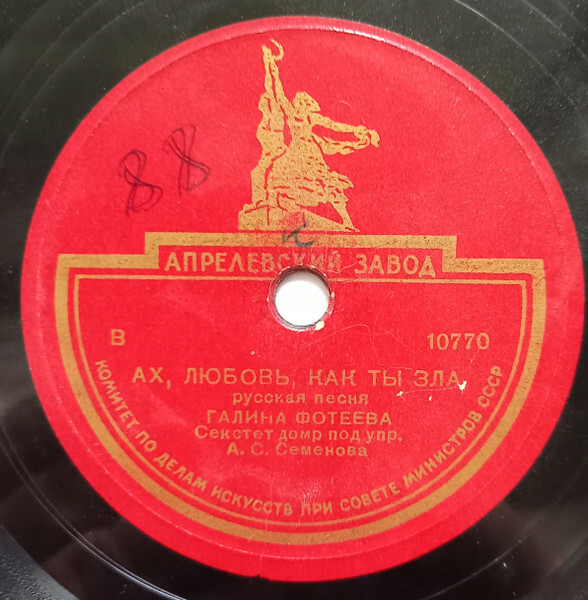 88
к
АПРЕЛЕВСКИЙ ЗАВОД
В 10770
АХ, ЛЮБОВЬ, КАК ТЫ ЗЛА
русская песня
ГАЛИНА ФОТЕЕВА
Секстет домр под упр.
А. С. Семенова
КОМИТЕТ ПО ДЕЛАМ ИСКУССТВ ПРИ СОВЕТЕ МИНИСТРОВ СССР